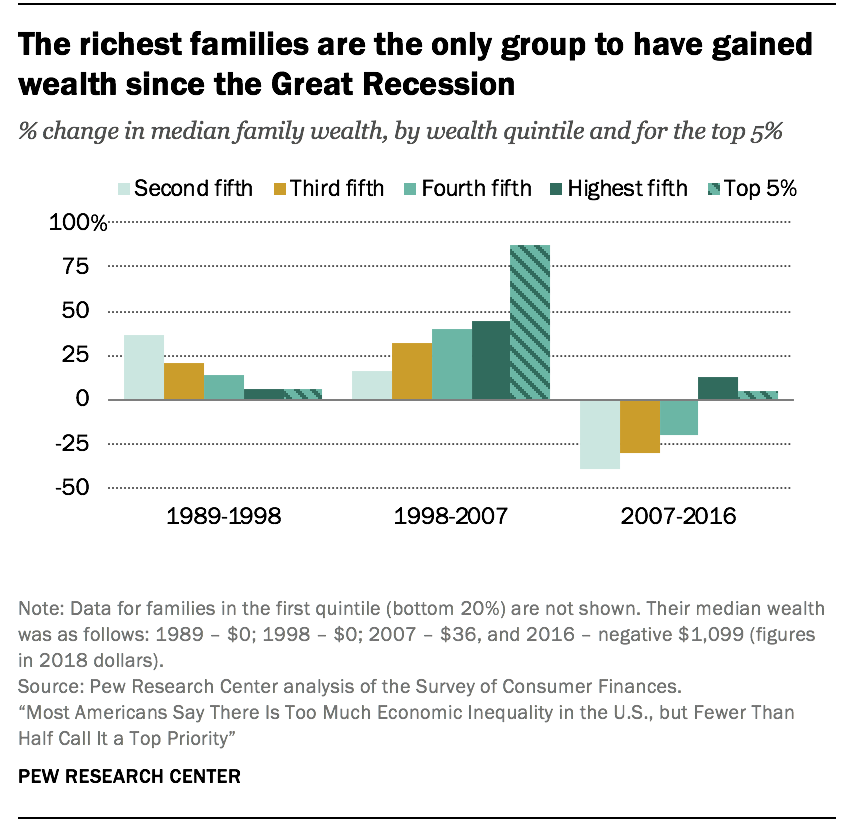 The richest families are the only group to have gained
wealth since the Great Recession
% change in median family wealth, by wealth quintile and for the top 5%
Second fifth Third fifth Fourth fifth Highest fifth Top 5%
100%
75
50
25
0
-25
-50
1989-1998 1998-2007 2007-2016
Note: Data for families in the first quintile (bottom 20%) are not shown. Their median wealth
was as follows: 1989 – $0; 1998 – $0; 2007 – $36, and 2016 – negative $1,099 (figures
in 2018 dollars).
Source: Pew Research Center analysis of the Survey of Consumer Finances.
“Most Americans Say There Is Too Much Economic Inequality in the U.S., but Fewer Than
Half Call It a Top Priority”
PEW RESEARCH CENTER